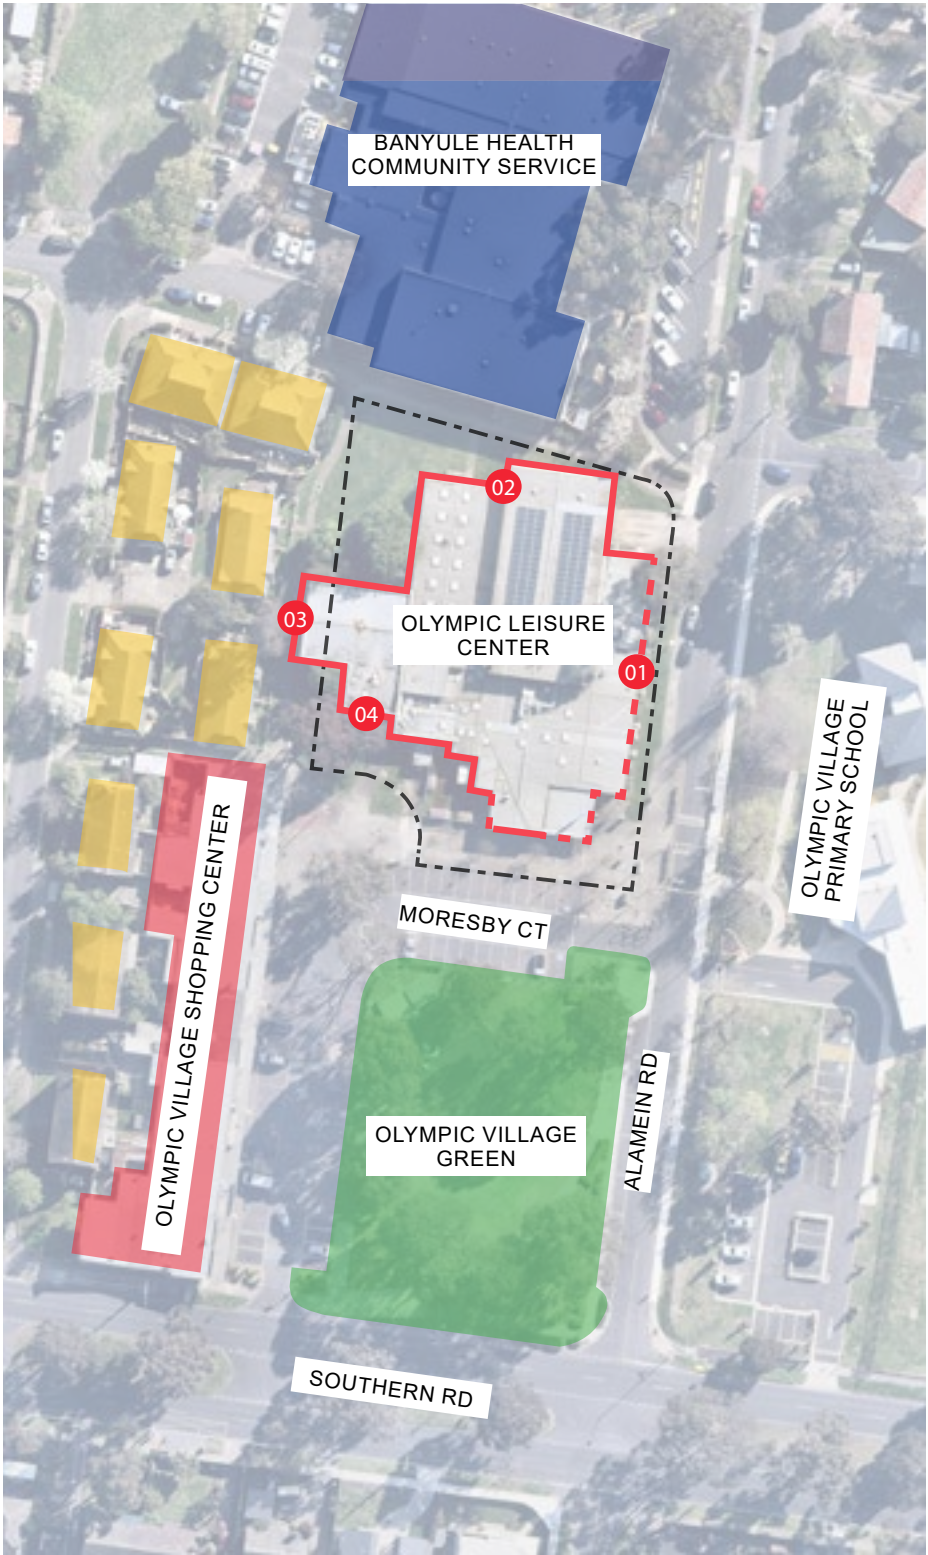 BANYULE HEALTH
COMMUNITY SERVICE
02
03
OLYMPIC LEISURE
CENTER
01
04
OLYMPIC VILLAGE
PRIMARY SCHOOL
OLYMPIC VILLAGE SHOPPING CENTER
MORESBY CT
ALAMEIN RD
OLYMPIC VILLAGE
GREEN
SOUTHERN RD